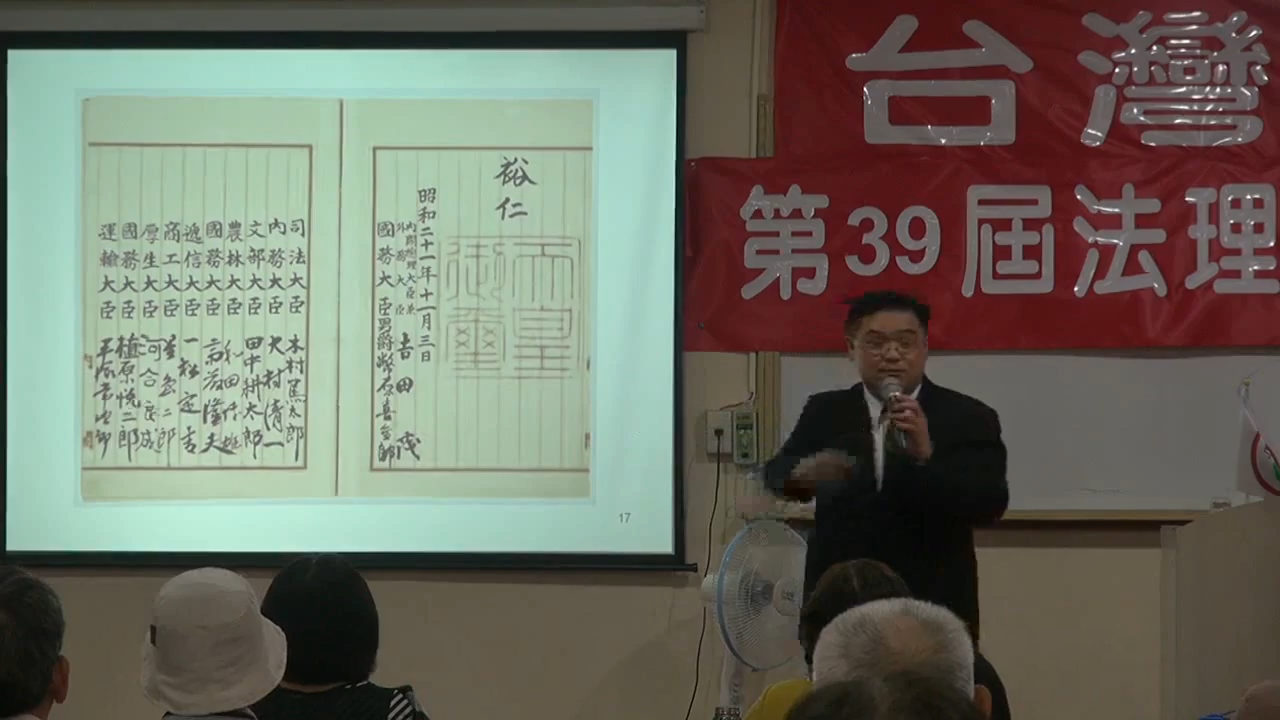 台灣
第39屆法理
裕仁
昭和二十一年十一月三日
內閣總理大臣兼
外務大臣 吉田茂
國務大臣 男爵幣原喜重郎
司法大臣 木村篤太郎
內務大臣 大村清一
文部大臣 田中耕太郎
農林大臣 和田博雄
國務大臣 斎藤隆夫
遞信大臣 一松定吉
商工大臣 星島二郎
厚生大臣 河合良成
國務大臣 植原悦二郎
運輸大臣 平塚常次郎
17